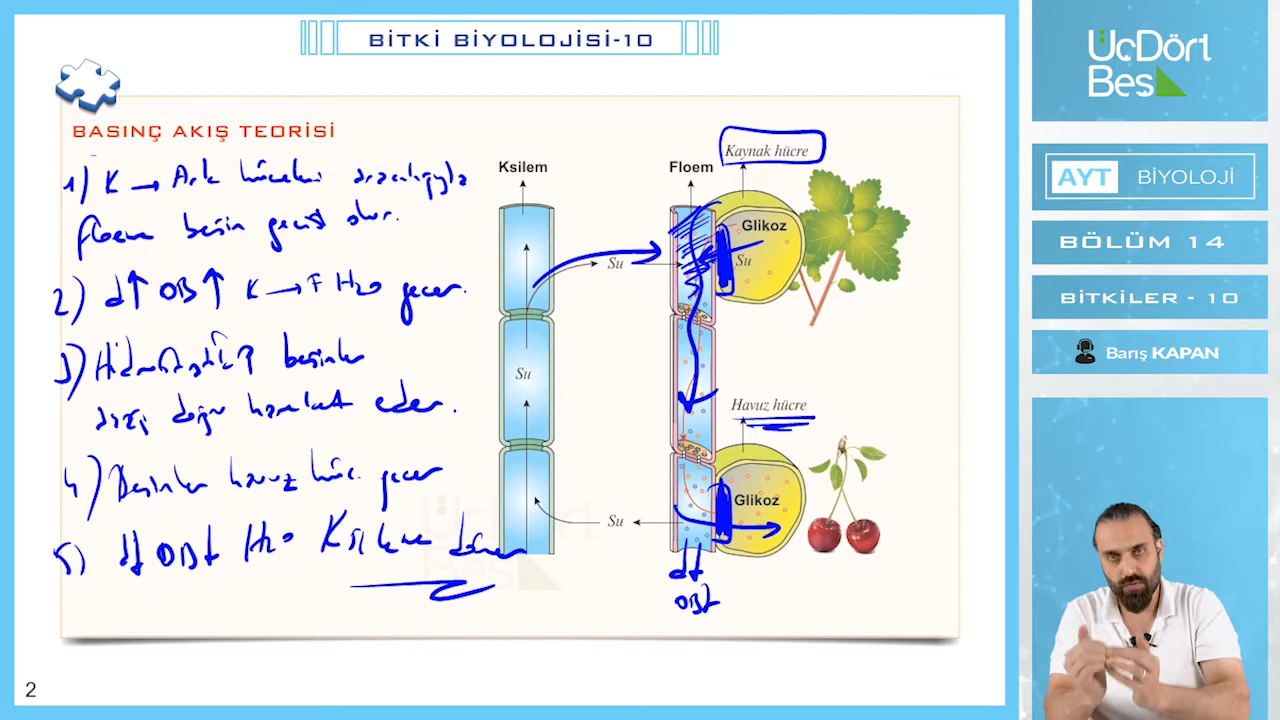 BİTKİ BİYOLOJİSİ-10
BASINÇ AKIŞ TEORİSİ
1) K → Ark hücreleri aracılığıyla
floeme besin geçişi olur.
2) d↑ OB↑ K → F H2O geçer.
3) Hidrostatik P besinler
doğru hareket eder.
4) Besinler havuz hüc. geçer
5) d↓ OB↓ H2O Ksileme döner
Ksilem
Floem
Kaynak hücre
Glikoz
Su
Su
Su
Havuz hücre
Glikoz
Su
d↓
OB↓
2
ÜçDört
Beş
AYT BİYOLOJİ
BÖLÜM 14
BİTKİLER - 10
Barış KAPAN